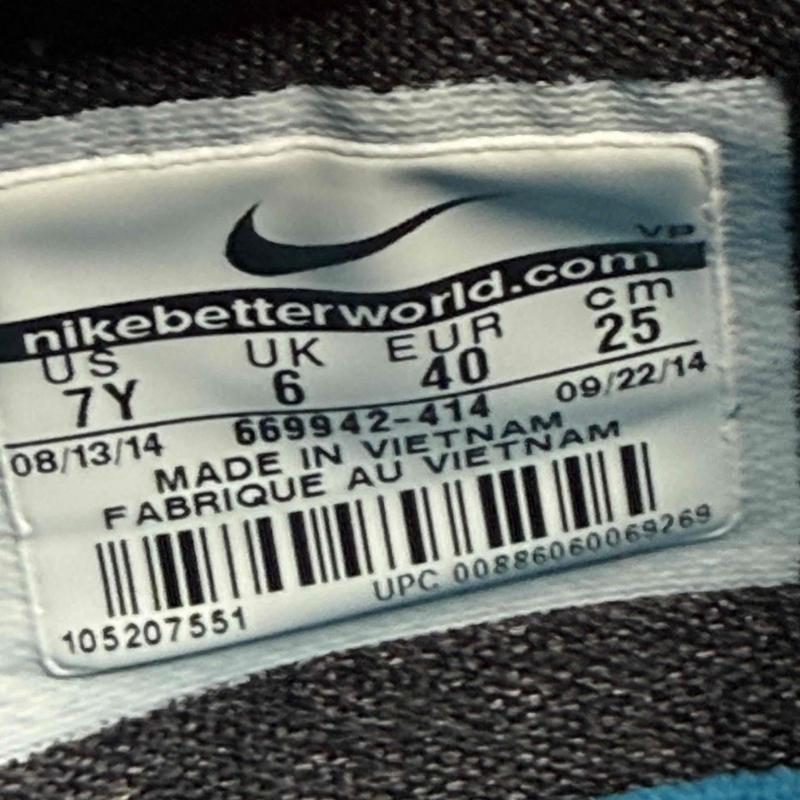 VP
nikebetterworld.com
US UK EUR cm
7Y 6 40 25
08/13/14 669942-414 09/22/14
MADE IN VIETNAM
FABRIQUE AU VIETNAM
UPC 00886060069269
105207551